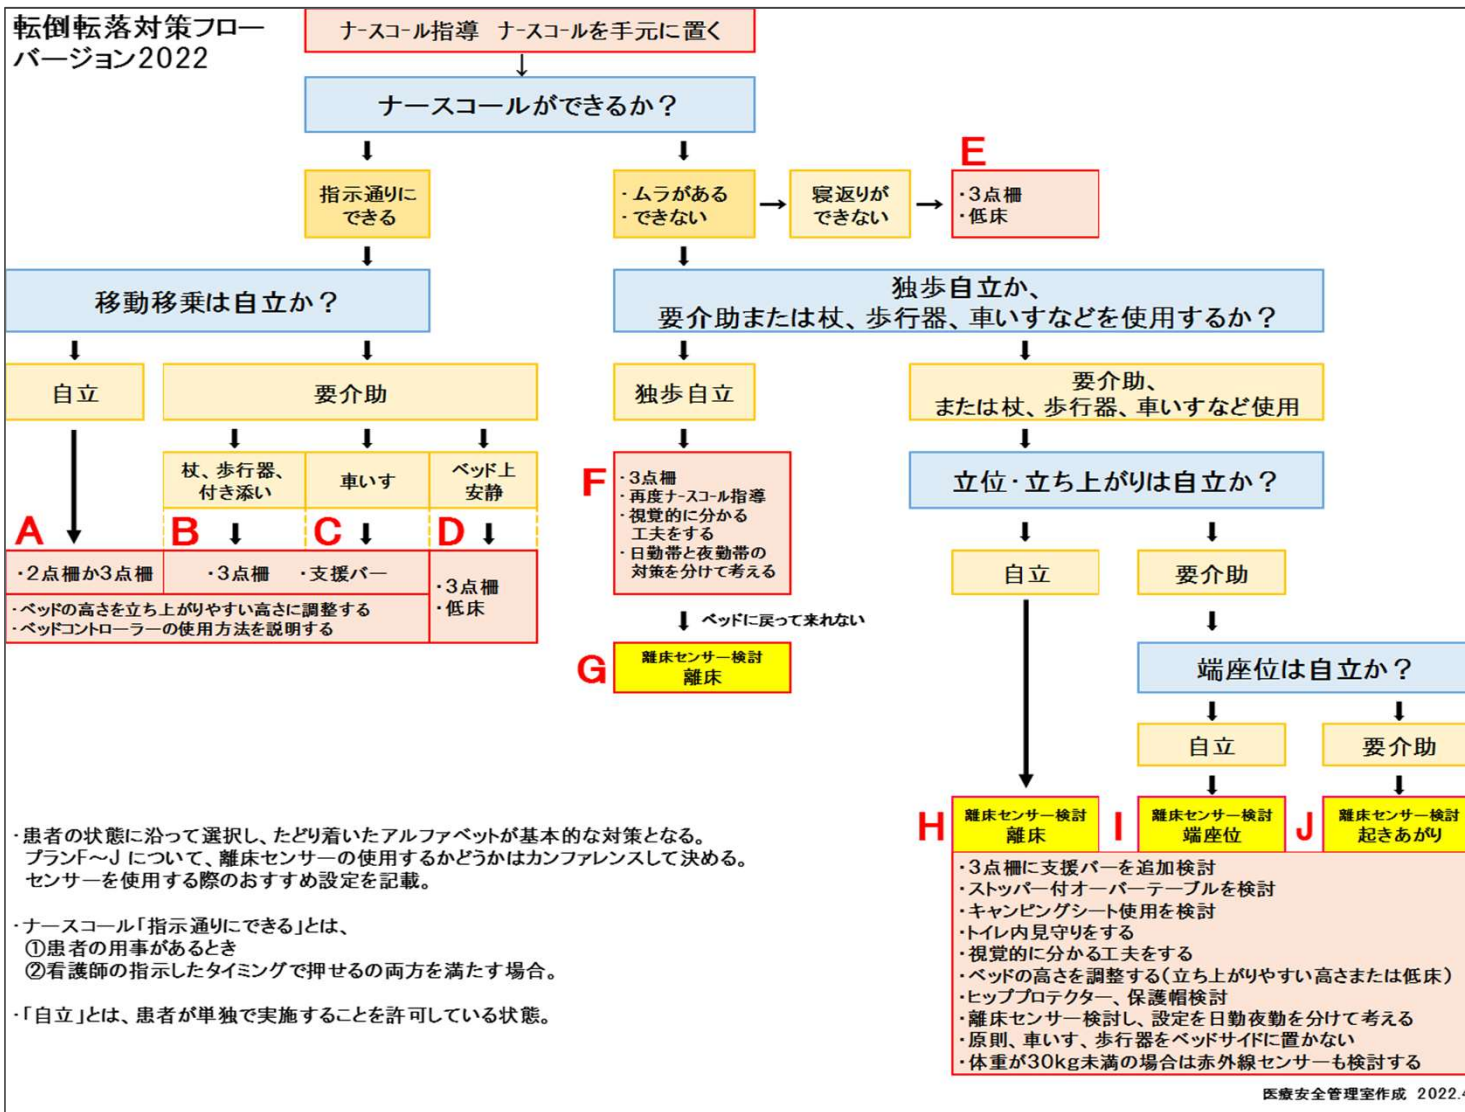 転倒転落対策フロー
バージョン2022
ナースコール指導 ナースコールを手元に置く
ナースコールができるか？
指示通りに
できる
・ムラがある
・できない
寝返りが
できない
E
・3点柵
・低床
移動移乗は自立か？
独歩自立か、
要介助または杖、歩行器、車いすなどを使用するか？
自立
要介助
独歩自立
要介助、
または杖、歩行器、車いすなど使用
杖、歩行器、
付き添い
車いす
ベッド上
安静
A
B
C
D
・2点柵か3点柵
・3点柵 ・支援バー
・ベッドの高さを立ち上がりやすい高さに調整する
・ベッドコントローラーの使用方法を説明する
・3点柵
・低床
F
・3点柵
・再度ナースコール指導
・視覚的に分かる
工夫をする
・日勤帯と夜勤帯の
対策を分けて考える
ベッドに戻って来れない
G
離床センサー検討
離床
立位・立ち上がりは自立か？
自立
要介助
端座位は自立か？
自立
要介助
H
離床センサー検討
離床
I
離床センサー検討
端座位
J
離床センサー検討
起きあがり
・3点柵に支援バーを追加検討
・ストッパー付オーバーテーブルを検討
・キャンピングシート使用を検討
・トイレ内見守りをする
・視覚的に分かる工夫をする
・ベッドの高さを調整する（立ち上がりやすい高さまたは低床）
・ヒッププロテクター、保護帽検討
・離床センサー検討し、設定を日勤夜勤を分けて考える
・原則、車いす、歩行器をベッドサイドに置かない
・体重が30kg未満の場合は赤外線センサーも検討する
・患者の状態に沿って選択し、たどり着いたアルファベットが基本的な対策となる。
プランF～J について、離床センサーの使用するかどうかはカンファレンスして決める。
センサーを使用する際のおすすめ設定を記載。
・ナースコール「指示通りにできる」とは、
①患者の用事があるとき
②看護師の指示したタイミングで押せるの両方を満たす場合。
・「自立」とは、患者が単独で実施することを許可している状態。
医療安全管理室作成 2022.